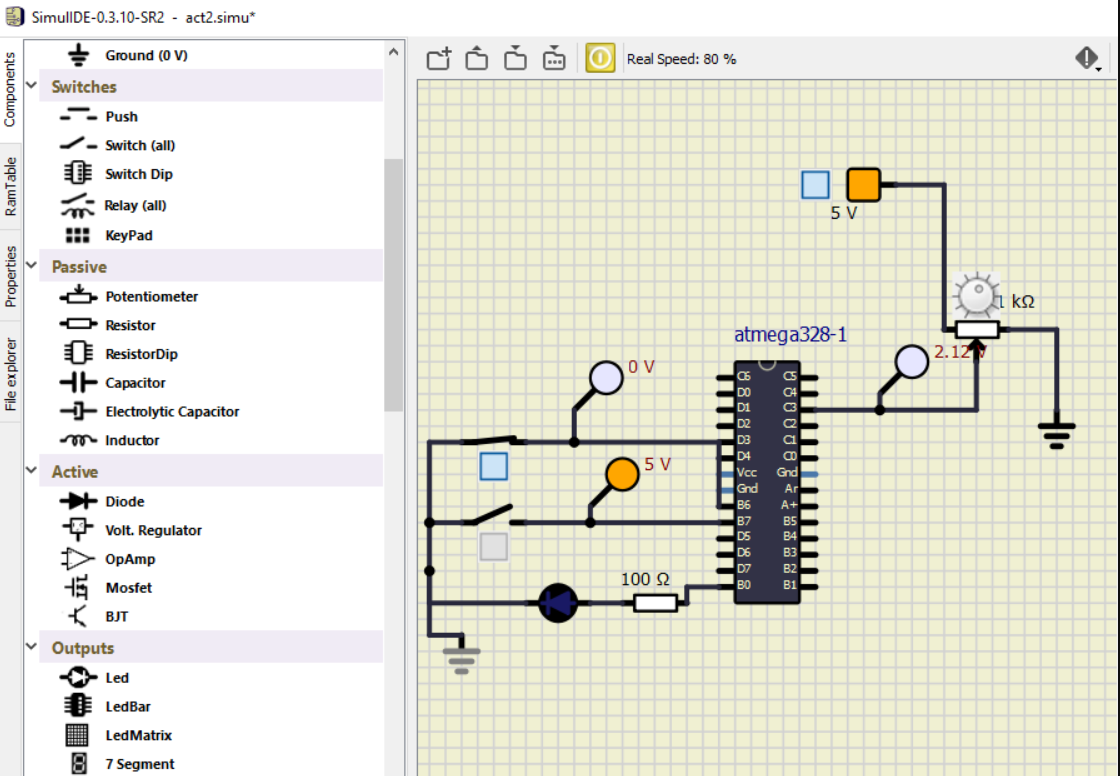 SimulIDE-0.3.10-SR2 - act2.simu*
Components
RamTable
Properties
File explorer
Ground (0 V)
Switches
Push
Switch (all)
Switch Dip
Relay (all)
KeyPad
Passive
Potentiometer
Resistor
ResistorDip
Capacitor
Electrolytic Capacitor
Inductor
Active
Diode
Volt. Regulator
OpAmp
Mosfet
BJT
Outputs
Led
LedBar
LedMatrix
7 Segment
Real Speed: 80 %
5 V
1 kΩ
atmega328-1
2.12 V
0 V
5 V
100 Ω
C6 C5
D0 C4
D1 C3
D2 C2
D3 C1
D4 C0
Vcc Gnd
Gnd Ar
B6 A+
B7 B5
D5 B4
D6 B3
D7 B2
B0 B1